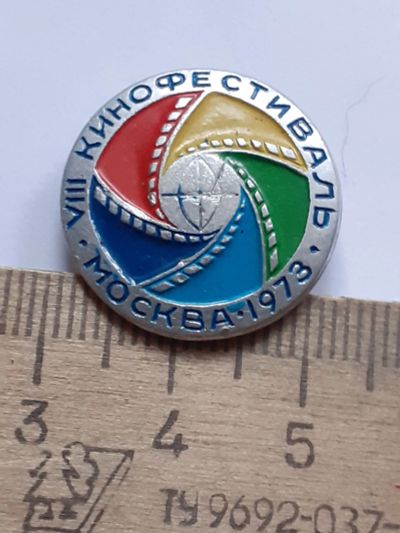 VIII КИНОФЕСТИВАЛЬ
• МОСКВА • 1973 •
3 4 5
ТУ 9692-037-